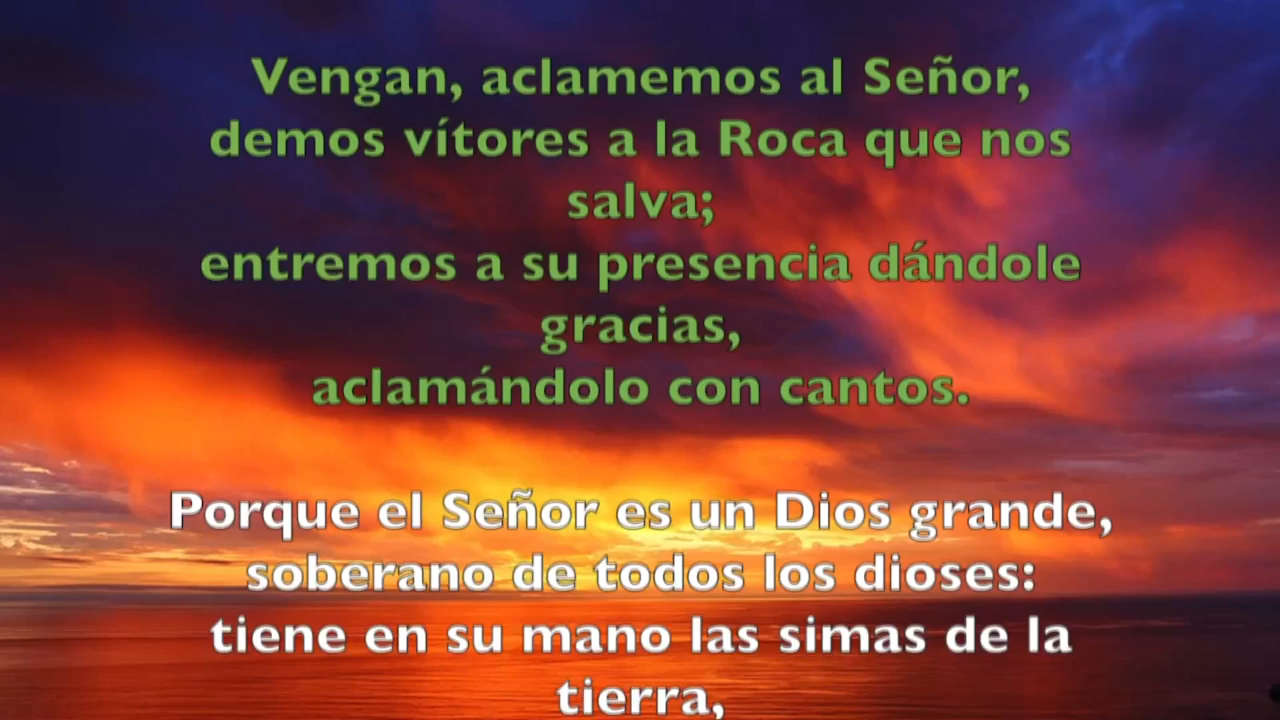 Vengan, aclamemos al Señor,
demos vítores a la Roca que nos
salva;
entremos a su presencia dándole
gracias,
aclamándolo con cantos.
Porque el Señor es un Dios grande,
soberano de todos los dioses:
tiene en su mano las simas de la
tierra,